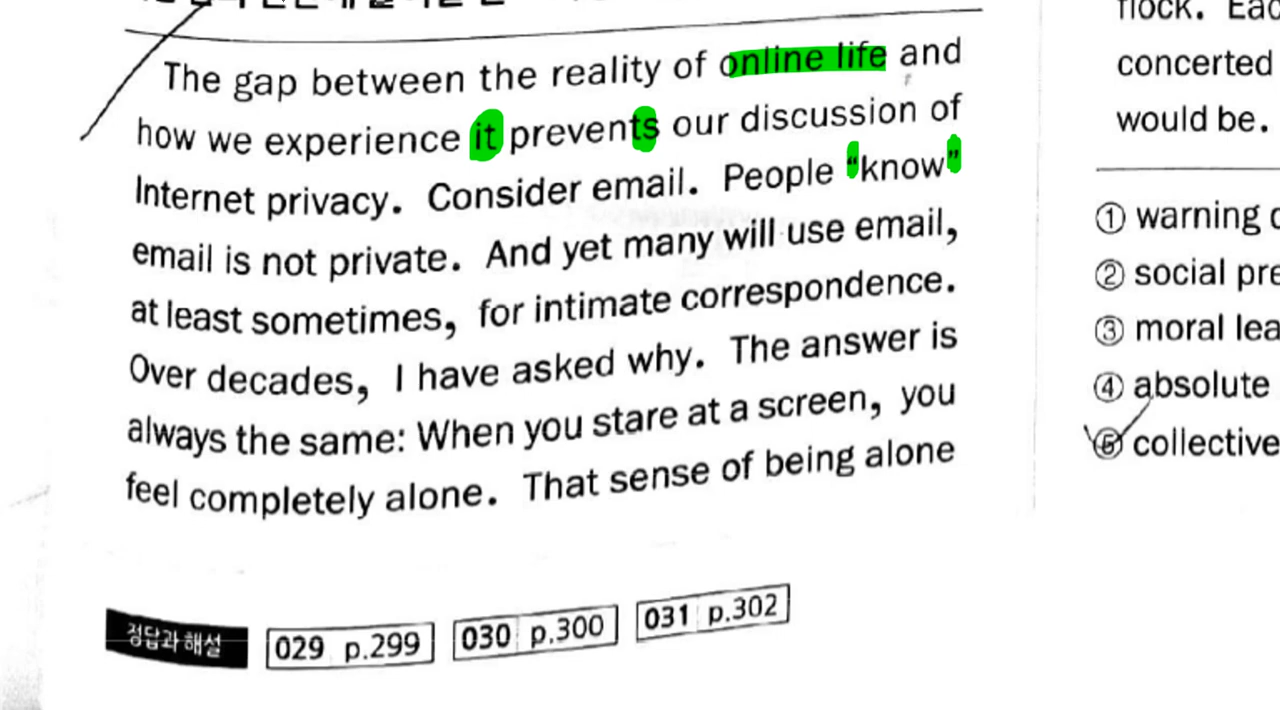 The gap between the reality of online life and
how we experience it prevents our discussion of
Internet privacy. Consider email. People “know”
email is not private. And yet many will use email,
at least sometimes, for intimate correspondence.
Over decades, I have asked why. The answer is
always the same: When you stare at a screen, you
feel completely alone. That sense of being alone
정답과 해설 029 p.299 030 p.300 031 p.302
flock.
concerted
would be.
① warning
② social
③ moral
④ absolute
⑤ collective